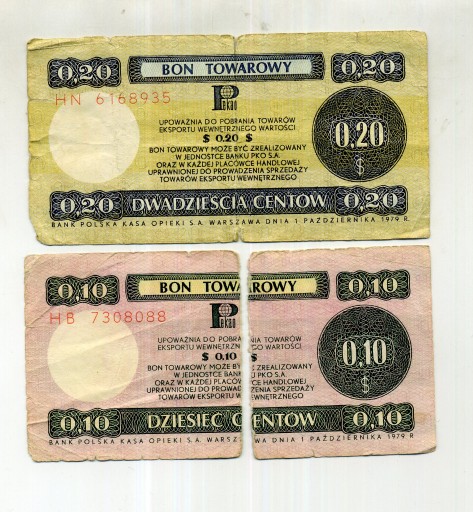 0,20 BON TOWAROWY 0,20
HN 6168935
Pekao
UPOWAŻNIA DO POBRANIA TOWARÓW
EKSPORTU WEWNĘTRZNEGO WARTOŚCI
$ 0.20 $
BON TOWAROWY MOŻE BYĆ ZREALIZOWANY
W JEDNOSTCE BANKU PKO S.A.
ORAZ W KAŻDEJ PLACÓWCE HANDLOWEJ
UPRAWNIONEJ DO PROWADZENIA SPRZEDAŻY
TOWARÓW EKSPORTU WEWNĘTRZNEGO
0.20
$
0,20 DWADZIEŚCIA CENTÓW 0,20
BANK POLSKA KASA OPIEKI S.A. WARSZAWA DNIA 1 PAŹDZIERNIKA 1979 R.
0,10 BON TOWAROWY 0,10
HB 7308088
Pekao
UPOWAŻNIA DO POBRANIA TOWARÓW
EKSPORTU WEWNĘTRZNEGO WARTOŚCI
$ 0.10 $
BON TOWAROWY MOŻE BYĆ ZREALIZOWANY
W JEDNOSTCE BANKU PKO S.A.
ORAZ W KAŻDEJ PLACÓWCE HANDLOWEJ
UPRAWNIONEJ DO PROWADZENIA SPRZEDAŻY
TOWARÓW EKSPORTU WEWNĘTRZNEGO
0.10
$
0,10 DZIESIĘĆ CENTÓW 0,10
BANK POLSKA KASA OPIEKI S.A. WARSZAWA DNIA 1 PAŹDZIERNIKA 1979 R.